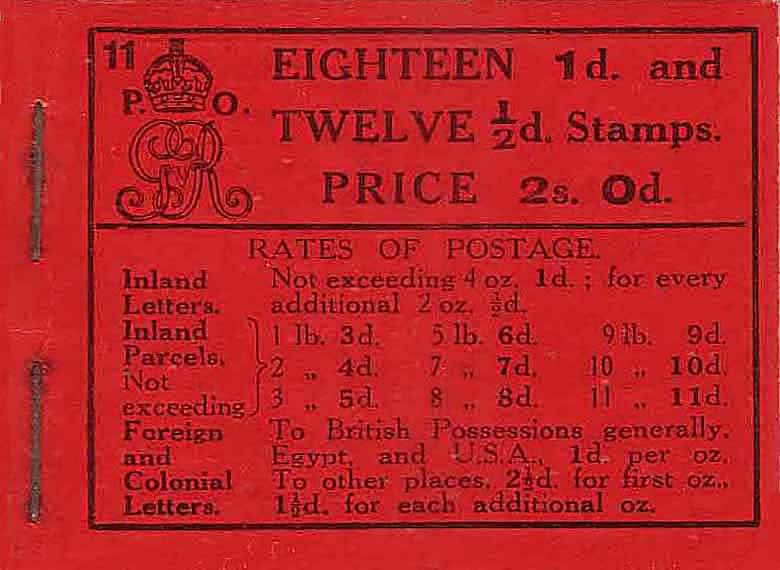 11
P. O.
GVR
EIGHTEEN 1d. and
TWELVE ½d. Stamps.
PRICE 2s. 0d.
RATES OF POSTAGE.
Inland Letters. Not exceeding 4 oz. 1d.; for every
additional 2 oz. ½d.
Inland Parcels. Not exceeding
1 lb. 3d. 5 lb. 6d. 9 lb. 9d.
2 „ 4d. 7 „ 7d. 10 „ 10d.
3 „ 5d. 8 „ 8d. 11 „ 11d.
Foreign and Colonial Letters.
To British Possessions generally,
Egypt, and U.S.A., 1d. per oz.
To other places, 2½d. for first oz.,
1½d. for each additional oz.